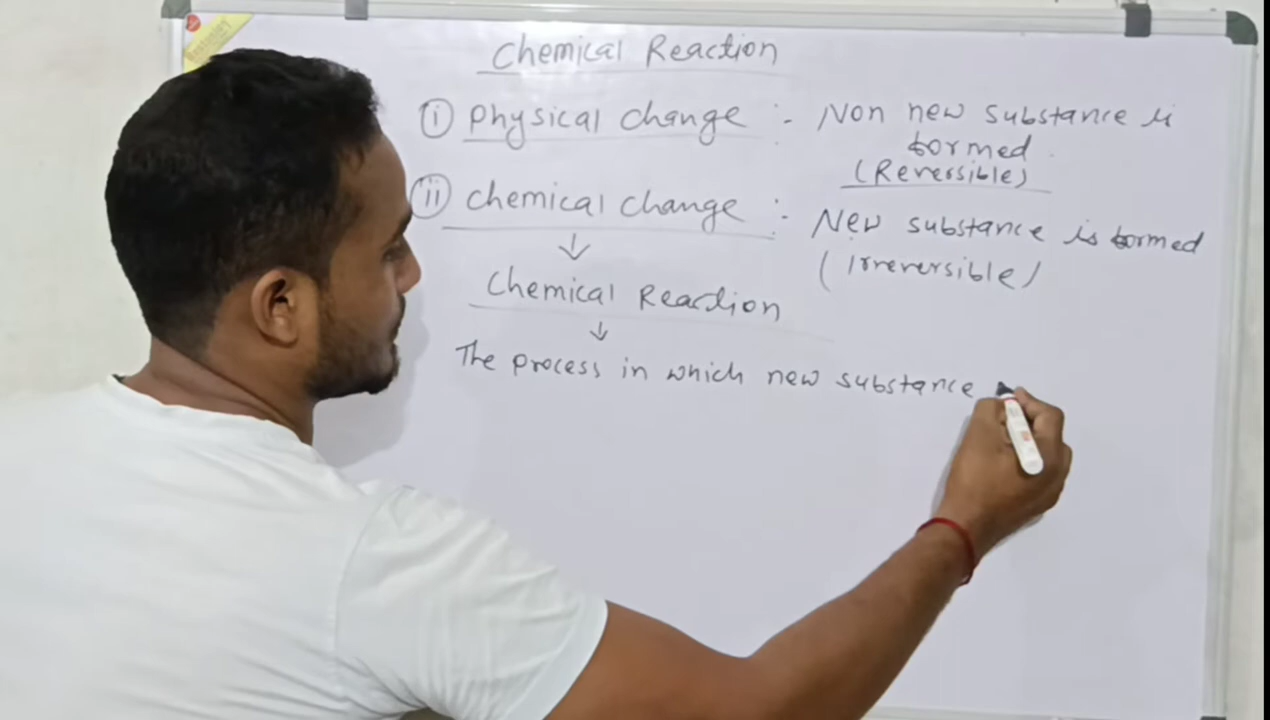 Chemical Reaction
(i) Physical change :- Non new substance is
formed
(Reversible)
(ii) Chemical change :- New substance is formed
(Irreversible)
↓
Chemical Reaction
↓
The process in which new substance